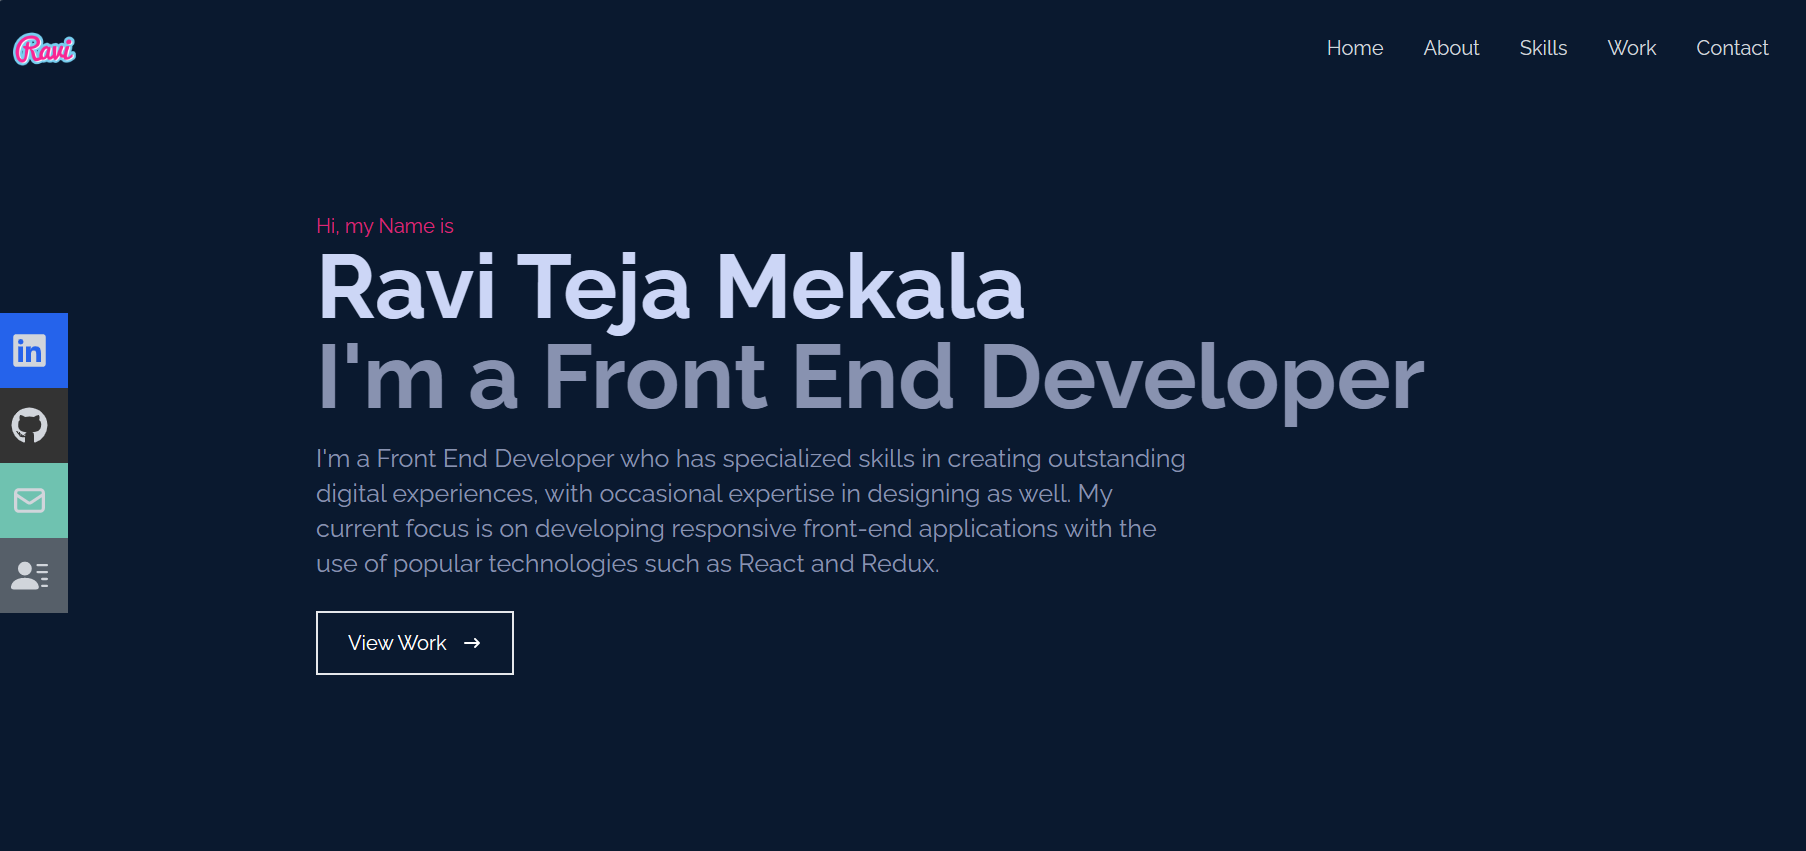 Ravi
Home About Skills Work Contact
Hi, my Name is
Ravi Teja Mekala
I'm a Front End Developer
in
I'm a Front End Developer who has specialized skills in creating outstanding
digital experiences, with occasional expertise in designing as well. My
current focus is on developing responsive front-end applications with the
use of popular technologies such as React and Redux.
View Work